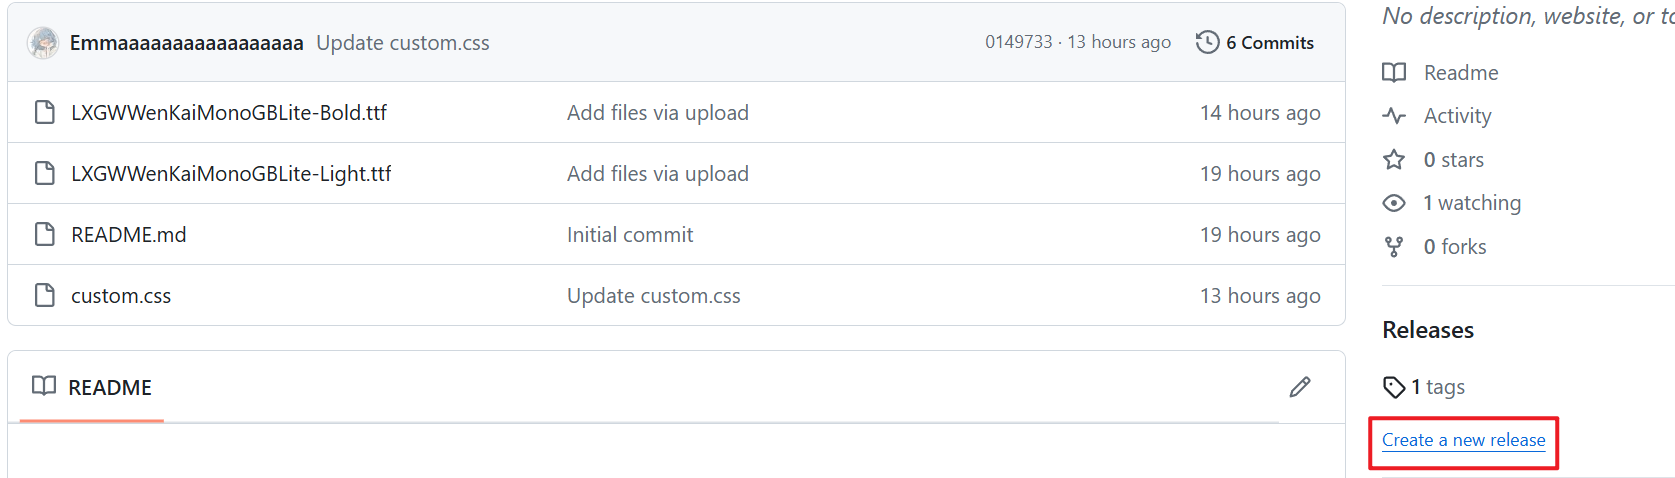 Emmaaaaaaaaaaaaaaaaa Update custom.css 0149733 · 13 hours ago 6 Commits
LXGWWenKaiMonoGBLite-Bold.ttf Add files via upload 14 hours ago
LXGWWenKaiMonoGBLite-Light.ttf Add files via upload 19 hours ago
README.md Initial commit 19 hours ago
custom.css Update custom.css 13 hours ago
README
No description, website, or to
Readme
Activity
0 stars
1 watching
0 forks
Releases
1 tags
Create a new release